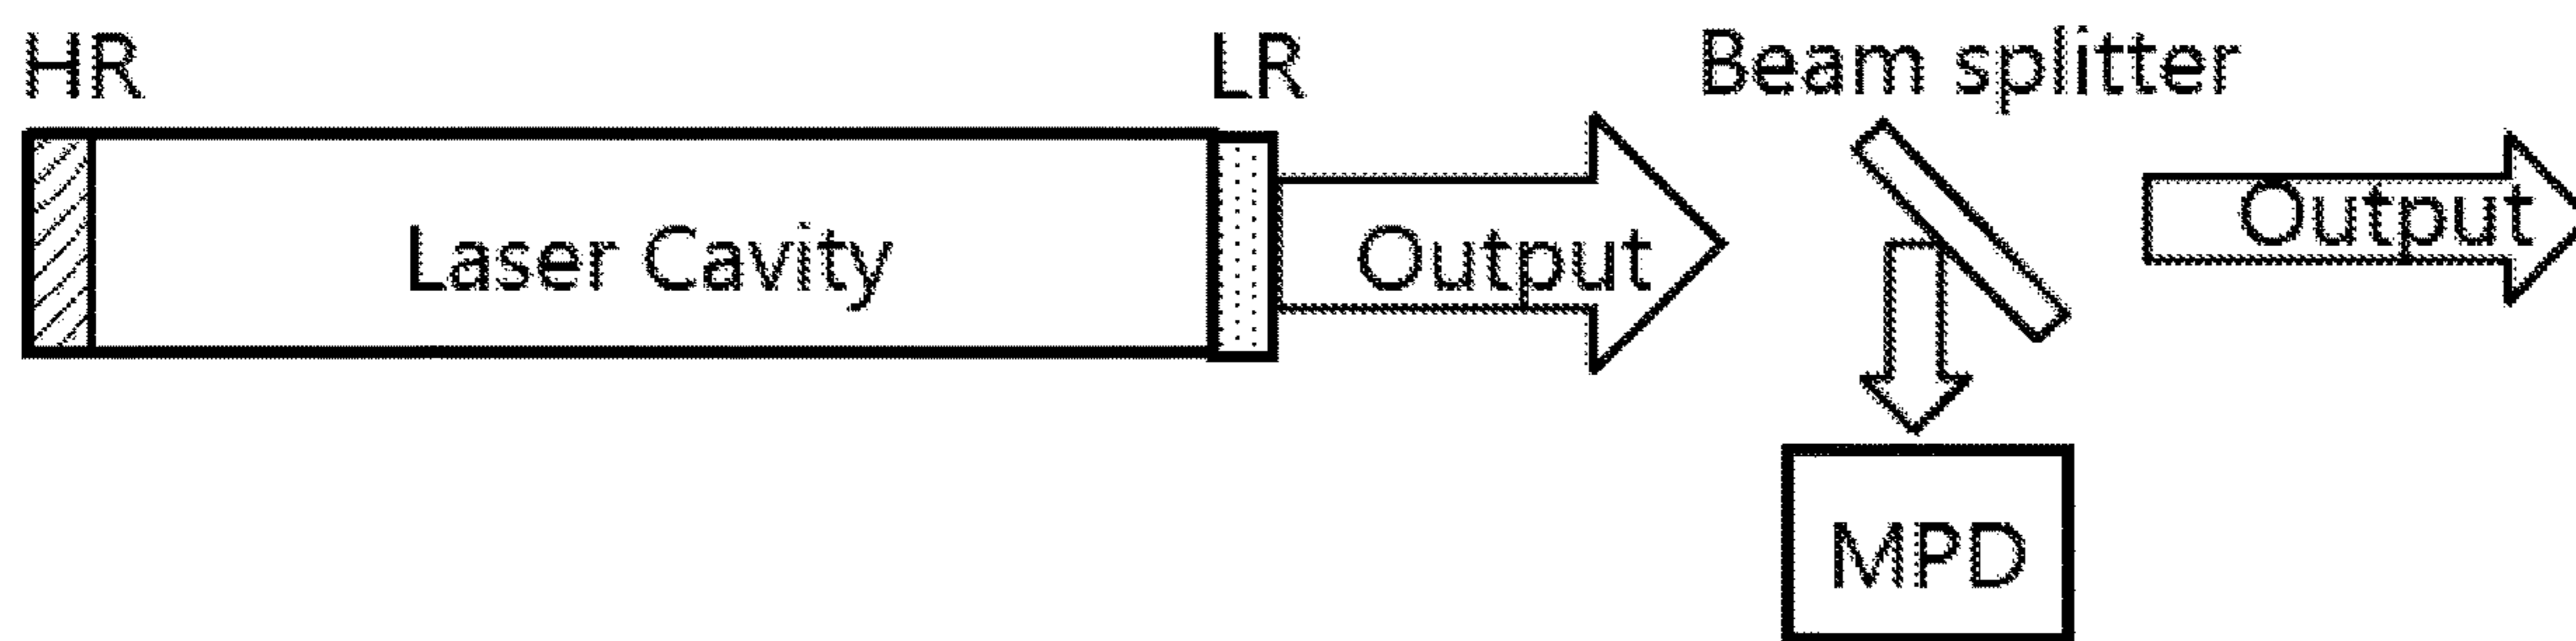 HR
LR
Beam splitter
Laser Cavity
Output
Output
MPD